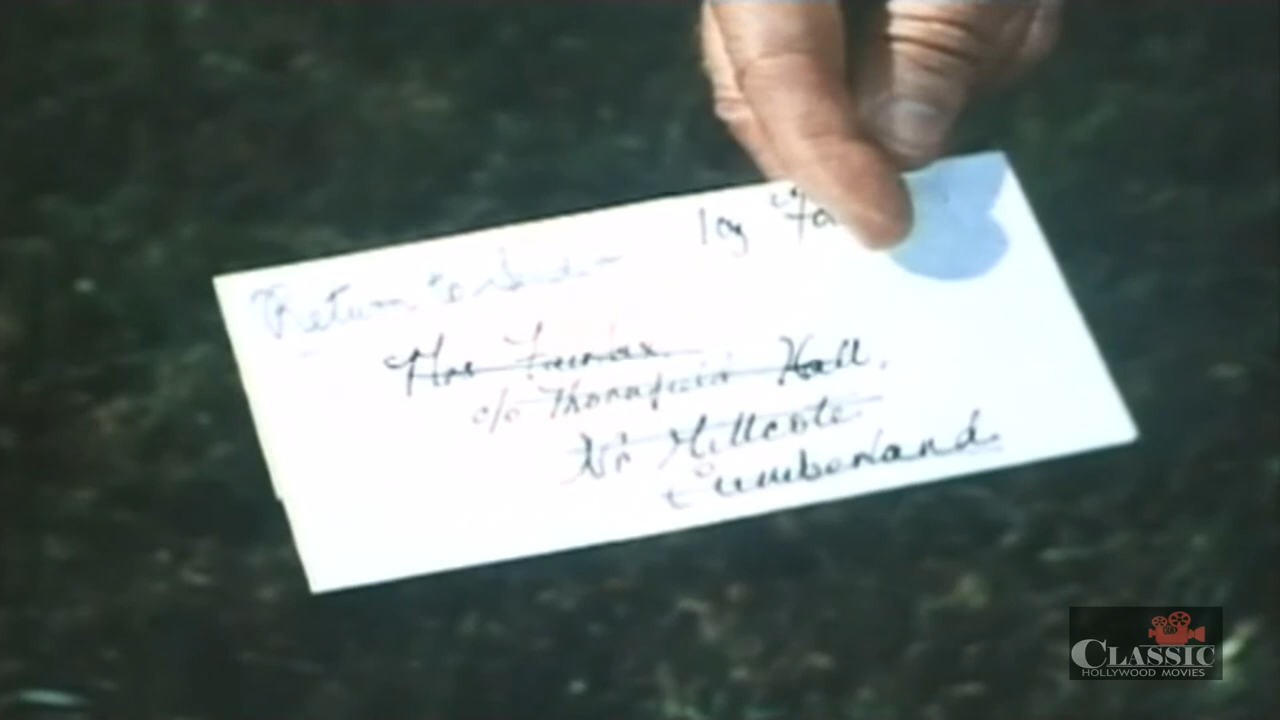 Return to Sender
Mrs Fairfax
c/o Thornfield Hall,
Nr Millcote
Cumberland
CLASSIC
HOLLYWOOD MOVIES